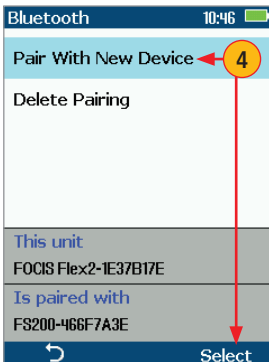 Bluetooth 10:46
Pair With New Device 4
Delete Pairing
This unit
FOCIS Flex2-1E37B17E
Is paired with
FS200-466F7A3E
Select